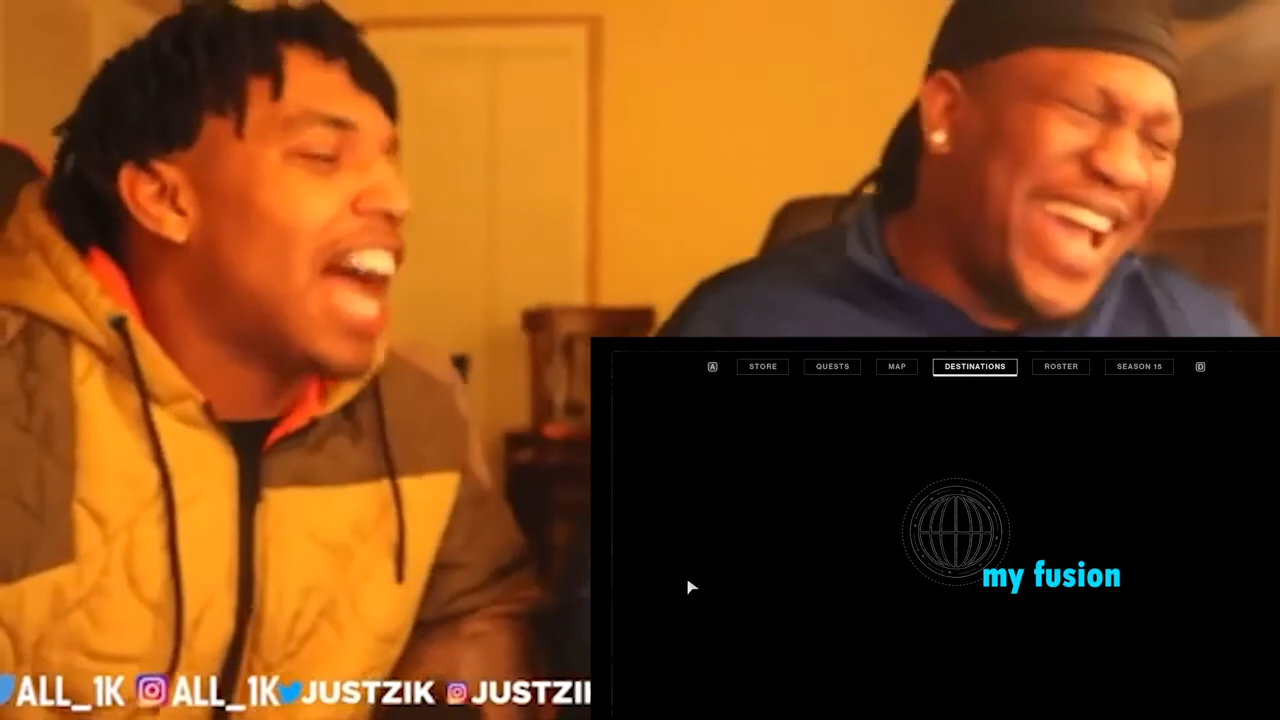 A STORE QUESTS MAP DESTINATIONS ROSTER SEASON 15 D
my fusion
ALL_1K ALL_1K JUSTZIK JUSTZI